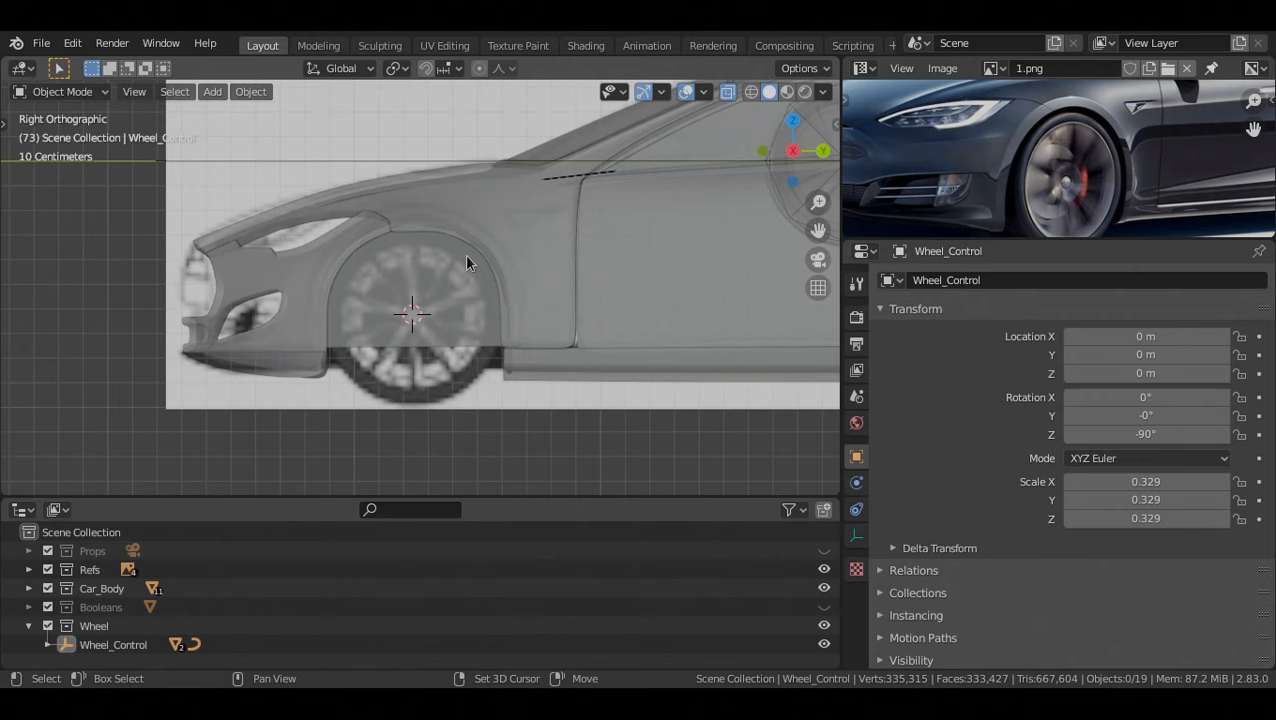 File Edit Render Window Help Layout Modeling Sculpting UV Editing Texture Paint Shading Animation Rendering Compositing Scripting + Scene View Layer
Global Options View Image 1.png
Object Mode View Select Add Object
Right Orthographic
(73) Scene Collection | Wheel_Control
10 Centimeters
Z
X
Y
Wheel_Control
Wheel_Control
Transform
Location X 0 m
Y 0 m
Z 0 m
Rotation X 0°
Y -0°
Z -90°
Mode XYZ Euler
Scale X 0.329
Y 0.329
Z 0.329
Delta Transform
Relations
Collections
Instancing
Motion Paths
Visibility
Scene Collection
Props
Refs 4
Car_Body 11
Booleans
Wheel
Wheel_Control 2
Select Box Select Pan View Set 3D Cursor Move Scene Collection | Wheel_Control | Verts:335,315 | Faces:333,427 | Tris:667,604 | Objects:0/19 | Mem: 87.2 MiB | 2.83.0